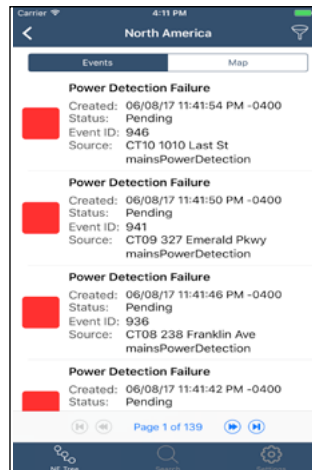 Carrier 4:11 PM
North America
Events Map
Power Detection Failure
Created: 06/08/17 11:41:54 PM -0400
Status: Pending
Event ID: 946
Source: CT10 1010 Last St
mainsPowerDetection
Power Detection Failure
Created: 06/08/17 11:41:50 PM -0400
Status: Pending
Event ID: 941
Source: CT09 327 Emerald Pkwy
mainsPowerDetection
Power Detection Failure
Created: 06/08/17 11:41:46 PM -0400
Status: Pending
Event ID: 936
Source: CT08 238 Franklin Ave
mainsPowerDetection
Power Detection Failure
Created: 06/08/17 11:41:42 PM -0400
Status: Pending
Page 1 of 139
NE Tree Search Settings